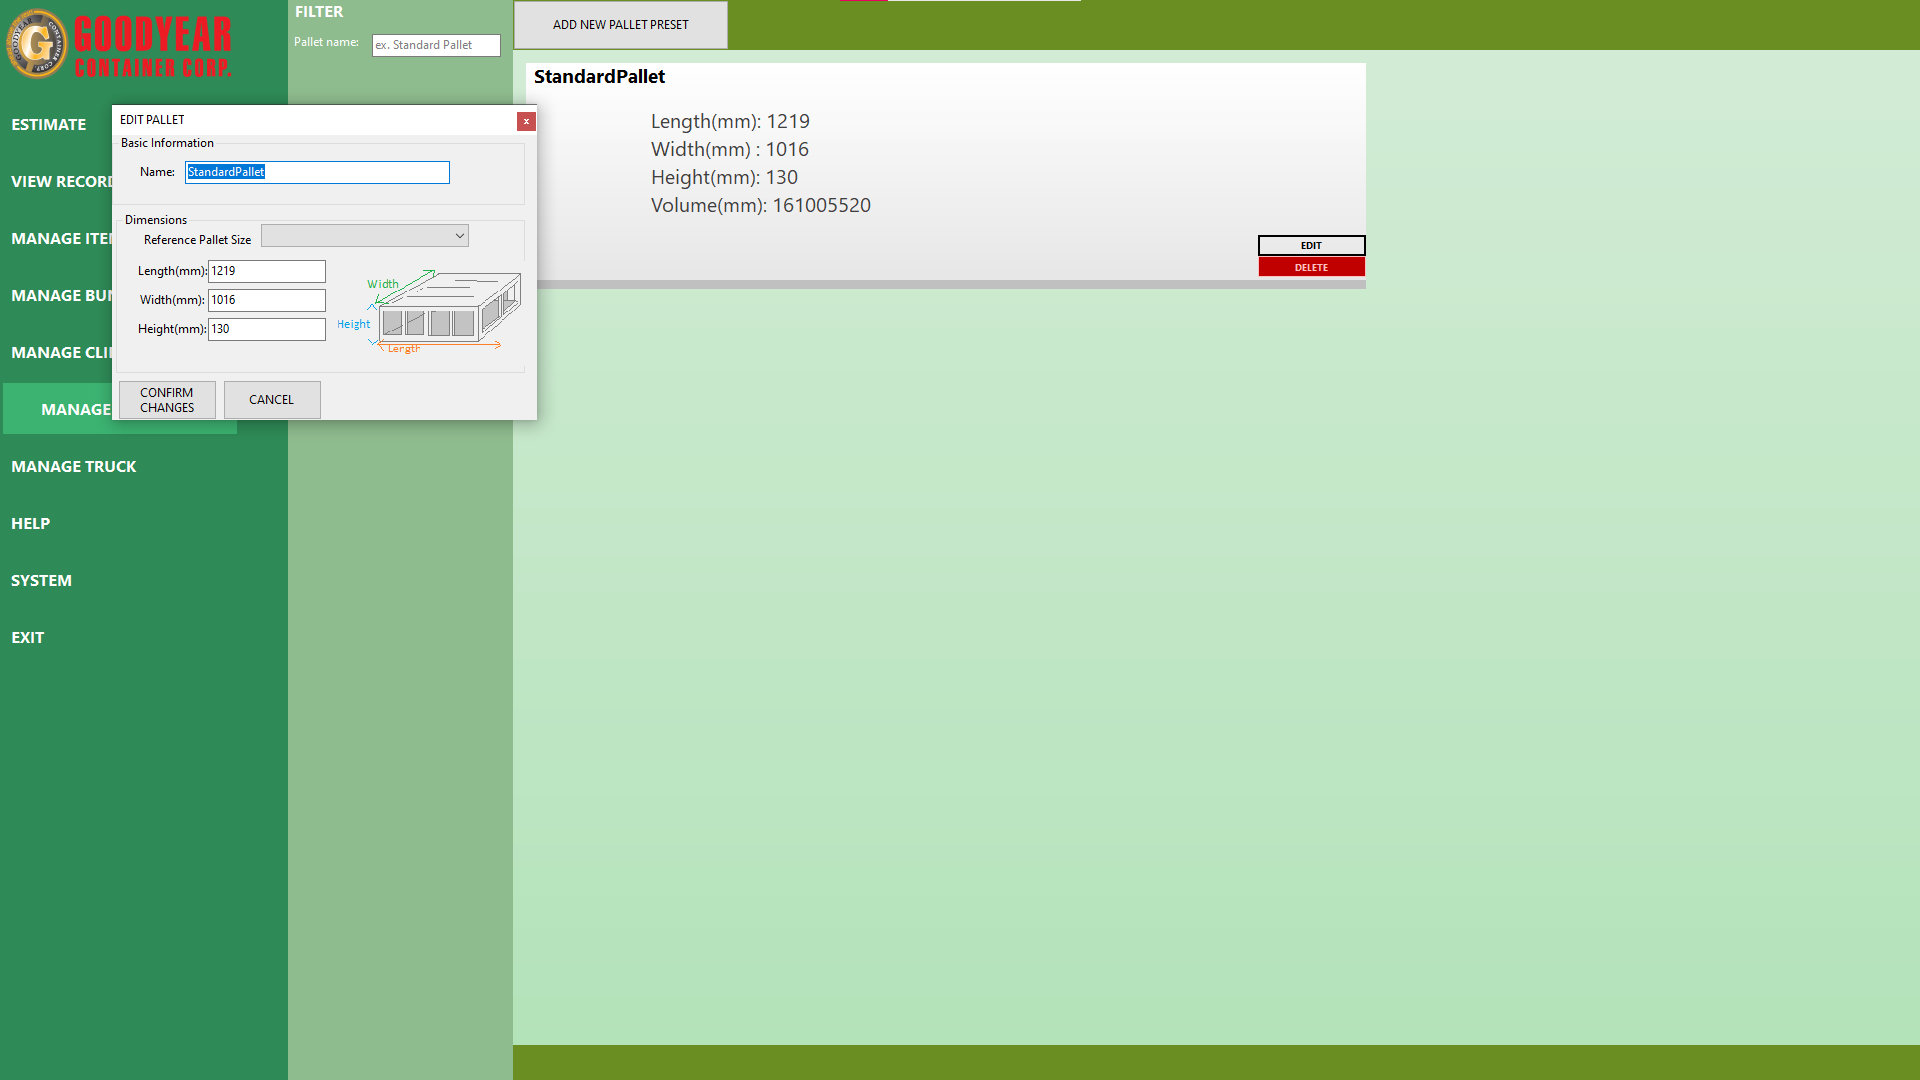 GOODYEAR
CONTAINER CORP.
FILTER
Pallet name:
ex. Standard Pallet
ADD NEW PALLET PRESET
ESTIMATE
VIEW RECORD
MANAGE ITE
MANAGE BUN
MANAGE CLI
MANAGE
MANAGE TRUCK
HELP
SYSTEM
EXIT
EDIT PALLET
x
Basic Information
Name:
StandardPallet
Dimensions
Reference Pallet Size
Length(mm):
1219
Width(mm):
1016
Height(mm):
130
Width
Height
Length
CONFIRM
CHANGES
CANCEL
StandardPallet
Length(mm): 1219
Width(mm) : 1016
Height(mm): 130
Volume(mm): 161005520
EDIT
DELETE